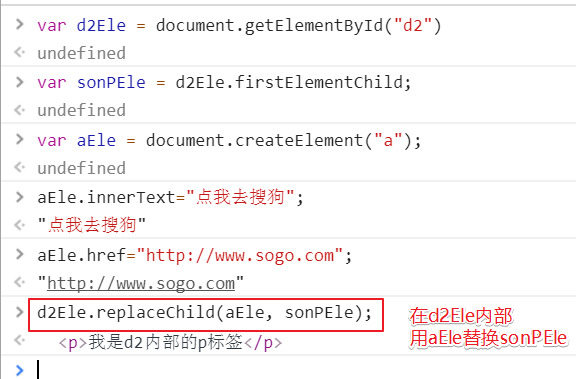 var d2Ele = document.getElementById("d2")
undefined
var sonPEle = d2Ele.firstElementChild;
undefined
var aEle = document.createElement("a");
undefined
aEle.innerText="点我去搜狗";
"点我去搜狗"
aEle.href="http://www.sogo.com";
"http://www.sogo.com"
d2Ele.replaceChild(aEle, sonPEle);
<p>我是d2内部的p标签</p>
在d2Ele内部
用aEle替换sonPEle